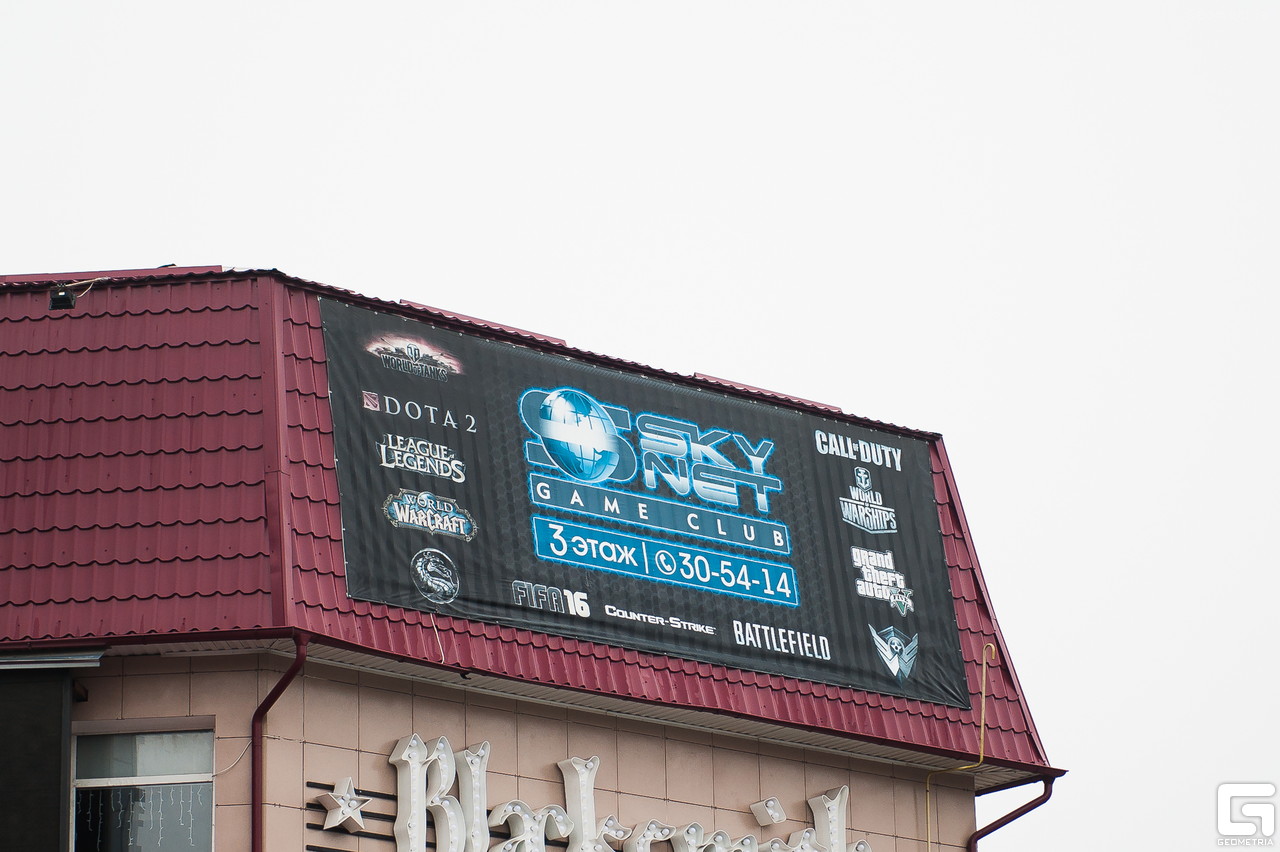 WORLD OF TANKS
DOTA 2
LEAGUE OF
LEGENDS
WORLD
WARCRAFT
SKY
NET
GAME CLUB
3 этаж | 30-54-14
FIFA 16
COUNTER-STRIKE
BATTLEFIELD
CALL OF DUTY
WORLD
OF
WARSHIPS
grand
theft
auto
V
GEOMETRIA